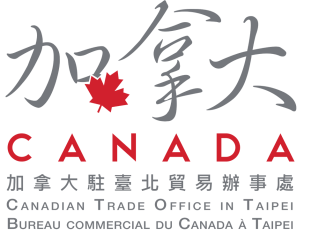 加拿大
CANADA
加拿大駐臺北貿易辦事處
CANADIAN TRADE OFFICE IN TAIPEI
BUREAU COMMERCIAL DU CANADA À TAIPEI